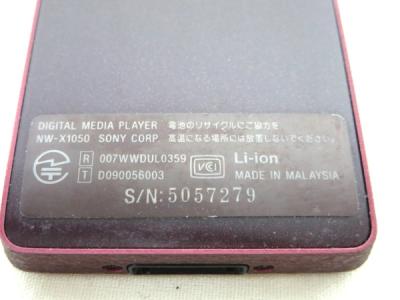 DIGITAL MEDIA PLAYER 電池のリサイクルにご協力を
NW-X1050 SONY CORP. 高温になる場所には放置しないでください。
R 007WWDUL0359 VCCI Li-ion
T D090056003 MADE IN MALAYSIA
S/N: 5057279